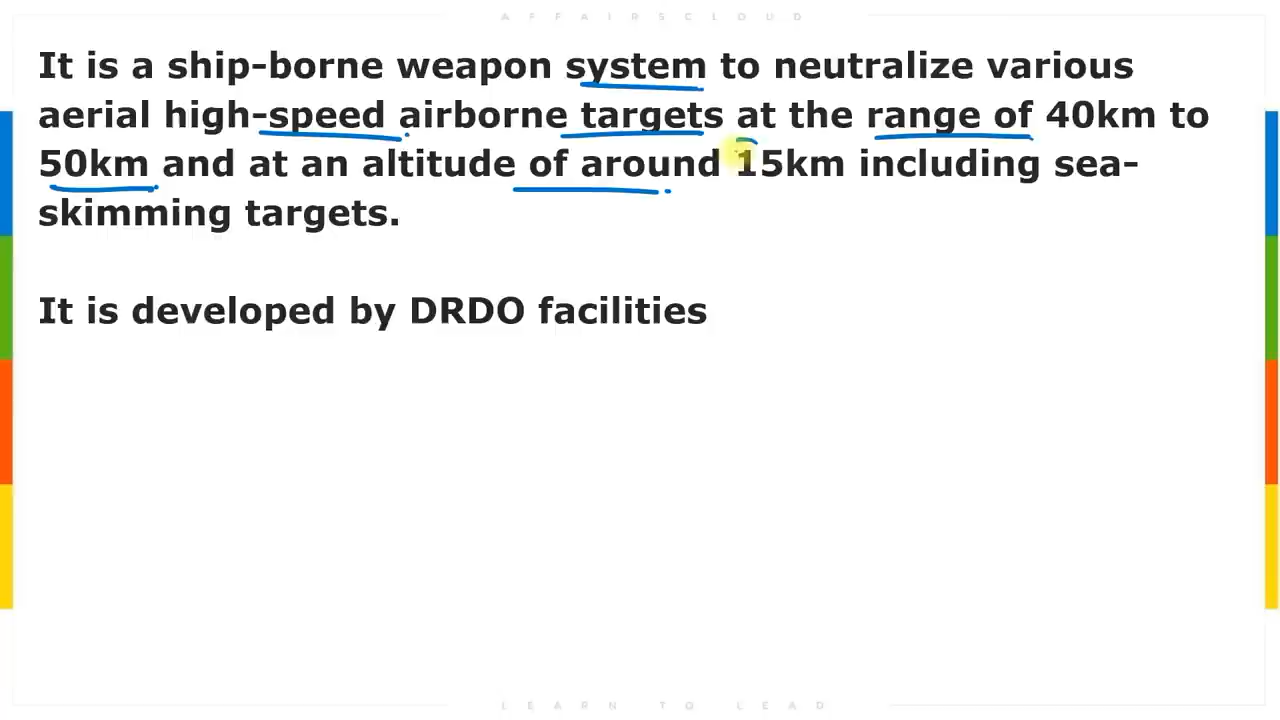 AFFAIRSCLOUD
It is a ship-borne weapon system to neutralize various
aerial high-speed airborne targets at the range of 40km to
50km and at an altitude of around 15km including sea-
skimming targets.
It is developed by DRDO facilities
LEARN TO LEAD